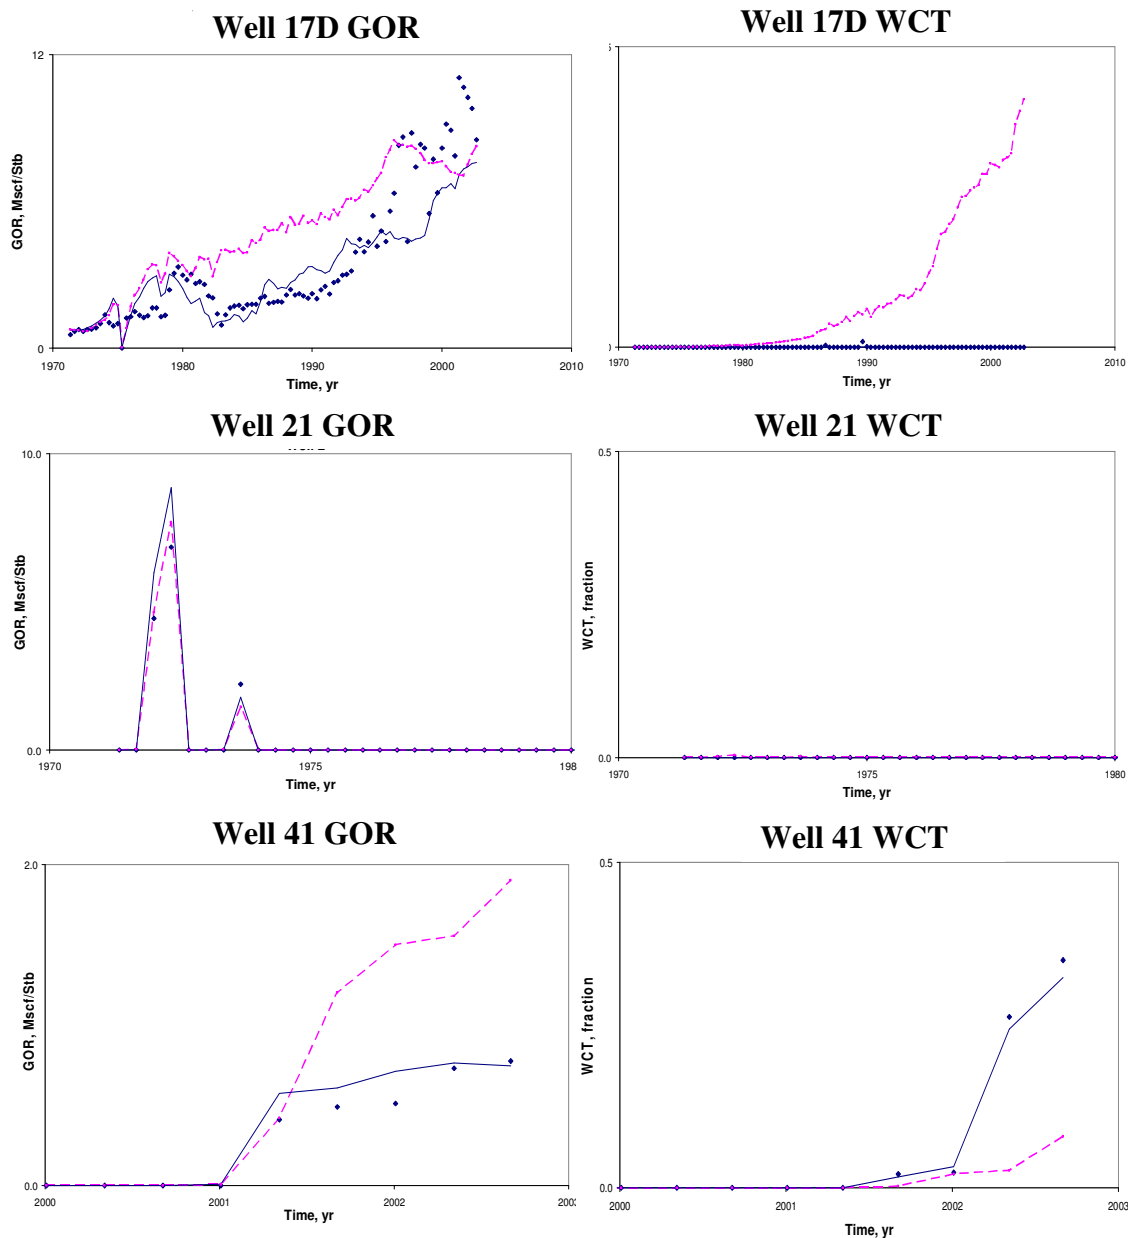 Well 17D GOR
Well 17D WCT
12
GOR, Mscf/Stb
0
1970
1980
1990
2000
2010
Time, yr
1970
1980
1990
2000
2010
Time, yr
Well 21 GOR
Well 21 WCT
10.0
GOR, Mscf/Stb
0.0
1970
1975
Time, yr
0.5
WCT, fraction
0.0
1970
1975
1980
Time, yr
Well 41 GOR
Well 41 WCT
2.0
GOR, Mscf/Stb
0.0
2000
2001
2002
Time, yr
0.5
WCT, fraction
0.0
2000
2001
2002
2003
Time, yr